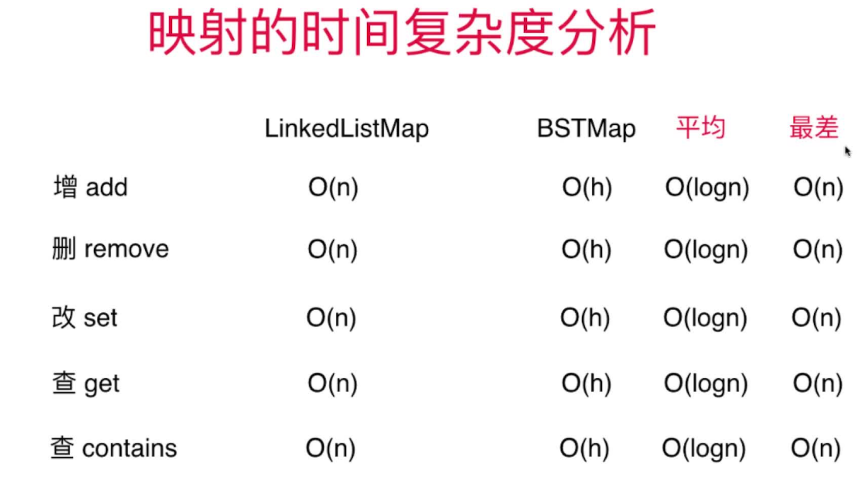 映射的时间复杂度分析
LinkedListMap BSTMap 平均 最差
增 add O(n) O(h) O(logn) O(n)
删 remove O(n) O(h) O(logn) O(n)
改 set O(n) O(h) O(logn) O(n)
查 get O(n) O(h) O(logn) O(n)
查 contains O(n) O(h) O(logn) O(n)